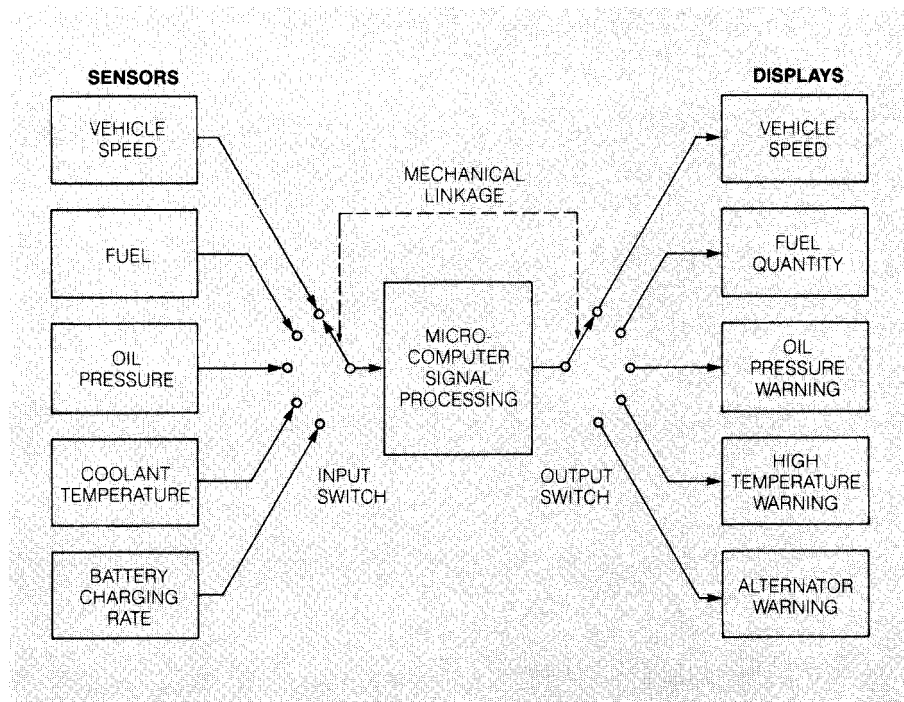 SENSORS
VEHICLE
SPEED
FUEL
OIL
PRESSURE
COOLANT
TEMPERATURE
BATTERY
CHARGING
RATE
MECHANICAL
LINKAGE
MICRO-
COMPUTER
SIGNAL
PROCESSING
INPUT
SWITCH
OUTPUT
SWITCH
DISPLAYS
VEHICLE
SPEED
FUEL
QUANTITY
OIL
PRESSURE
WARNING
HIGH
TEMPERATURE
WARNING
ALTERNATOR
WARNING